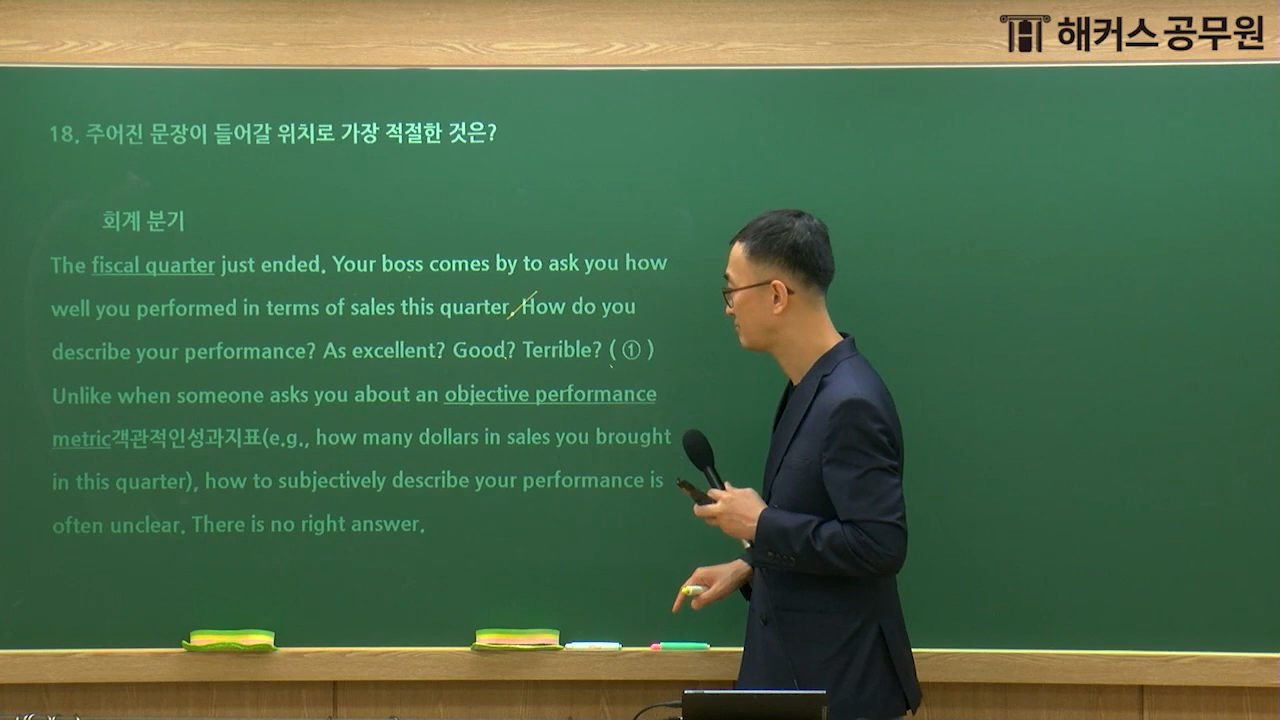 해커스공무원
18. 주어진 문장이 들어갈 위치로 가장 적절한 것은?
회계 분기
The fiscal quarter just ended. Your boss comes by to ask you how
well you performed in terms of sales this quarter. How do you
describe your performance? As excellent? Good? Terrible? ( ① )
Unlike when someone asks you about an objective performance
metric객관적인성과지표(e.g., how many dollars in sales you brought
in this quarter), how to subjectively describe your performance is
often unclear. There is no right answer.